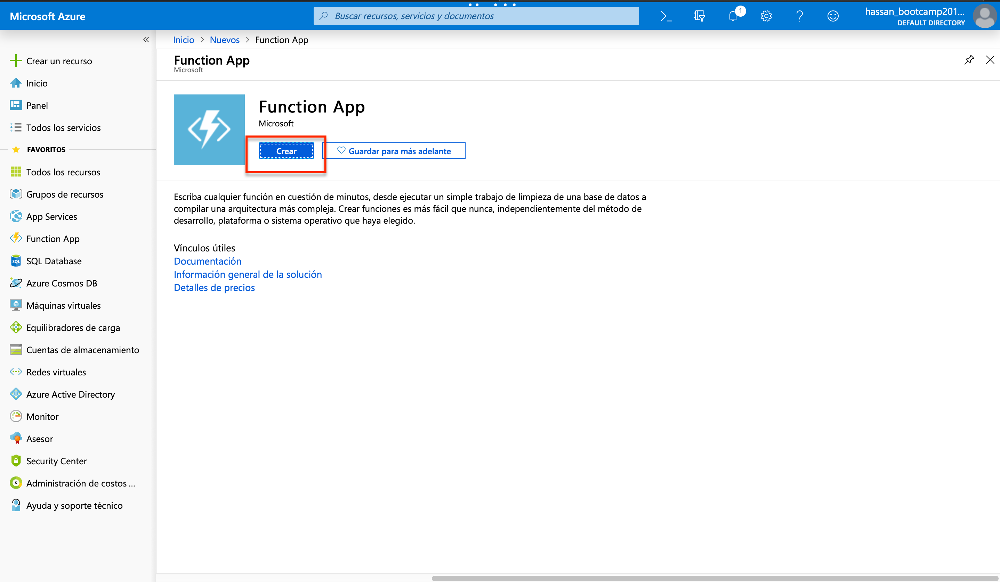 Microsoft Azure
Buscar recursos, servicios y documentos
1
hassan_bootcamp201...
DEFAULT DIRECTORY
Inicio > Nuevos > Function App
Function App
Microsoft
Crear un recurso
Inicio
Panel
Todos los servicios
FAVORITOS
Todos los recursos
Grupos de recursos
App Services
Function App
SQL
SQL Database
Azure Cosmos DB
Máquinas virtuales
Equilibradores de carga
Cuentas de almacenamiento
Redes virtuales
Azure Active Directory
Monitor
Asesor
Security Center
Administración de costos ...
Ayuda y soporte técnico
Function App
Microsoft
Crear
Guardar para más adelante
Escriba cualquier función en cuestión de minutos, desde ejecutar un simple trabajo de limpieza de una base de datos a
compilar una arquitectura más compleja. Crear funciones es más fácil que nunca, independientemente del método de
desarrollo, plataforma o sistema operativo que haya elegido.
Vínculos útiles
Documentación
Información general de la solución
Detalles de precios